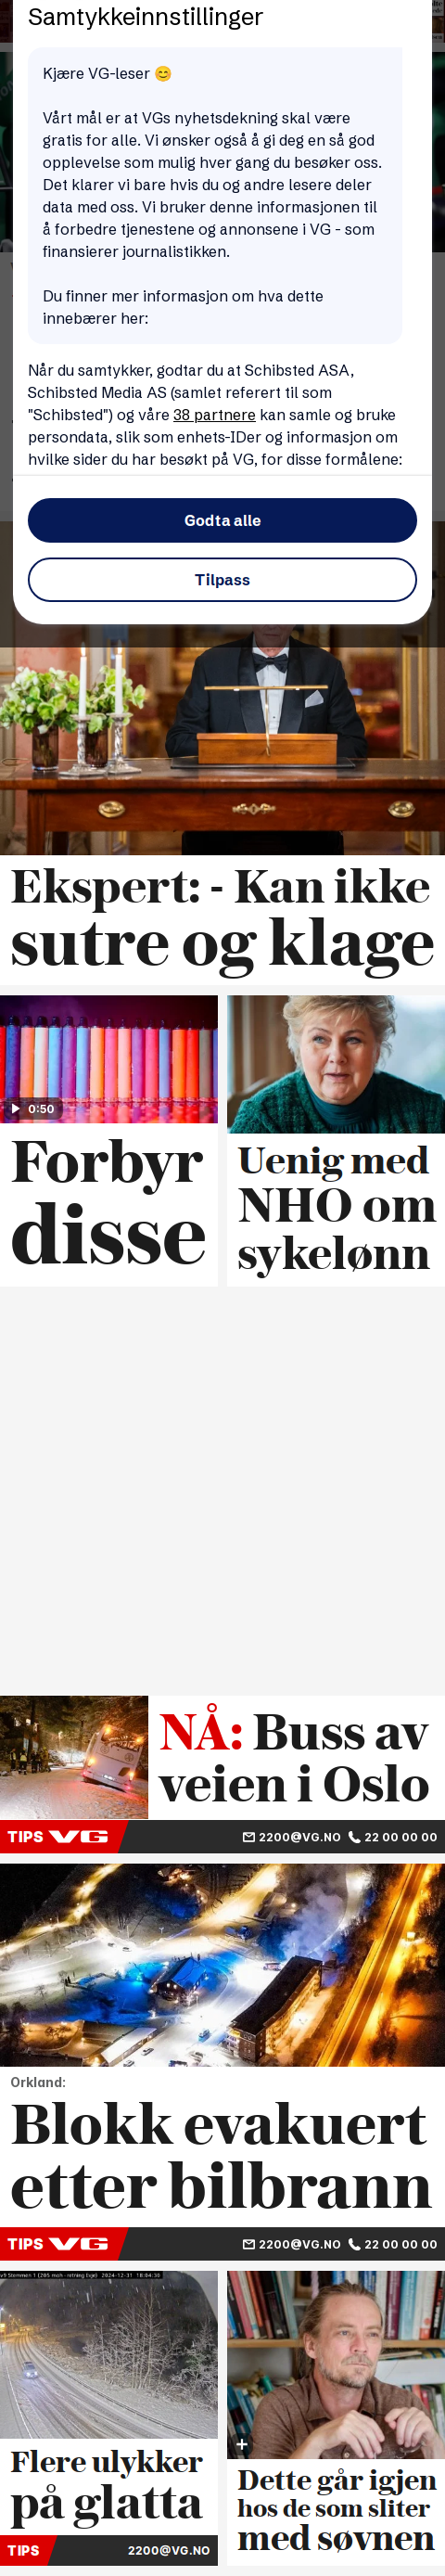 Samtykkeinnstillinger
Kjære VG-leser 😊
Vårt mål er at VGs nyhetsdekning skal være
gratis for alle. Vi ønsker også å gi deg en så god
opplevelse som mulig hver gang du besøker oss.
Det klarer vi bare hvis du og andre lesere deler
data med oss. Vi bruker denne informasjonen til
å forbedre tjenestene og annonsene i VG - som
finansierer journalistikken.
Du finner mer informasjon om hva dette
innebærer her:
Når du samtykker, godtar du at Schibsted ASA,
Schibsted Media AS (samlet referert til som
"Schibsted") og våre 38 partnere kan samle og bruke
persondata, slik som enhets-IDer og informasjon om
hvilke sider du har besøkt på VG, for disse formålene:
Godta alle
Tilpass
Ekspert: - Kan ikke
sutre og klage
0:50
Forbyr
disse
Uenig med
NHO om
sykelønn
NÅ: Buss av
veien i Oslo
TIPS VG 2200@VG.NO 22 00 00 00
Orkland:
Blokk evakuert
etter bilbrann
TIPS VG 2200@VG.NO 22 00 00 00
Flere ulykker
på glatta
TIPS 2200@VG.NO
Dette går igjen
hos de som sliter
med søvnen